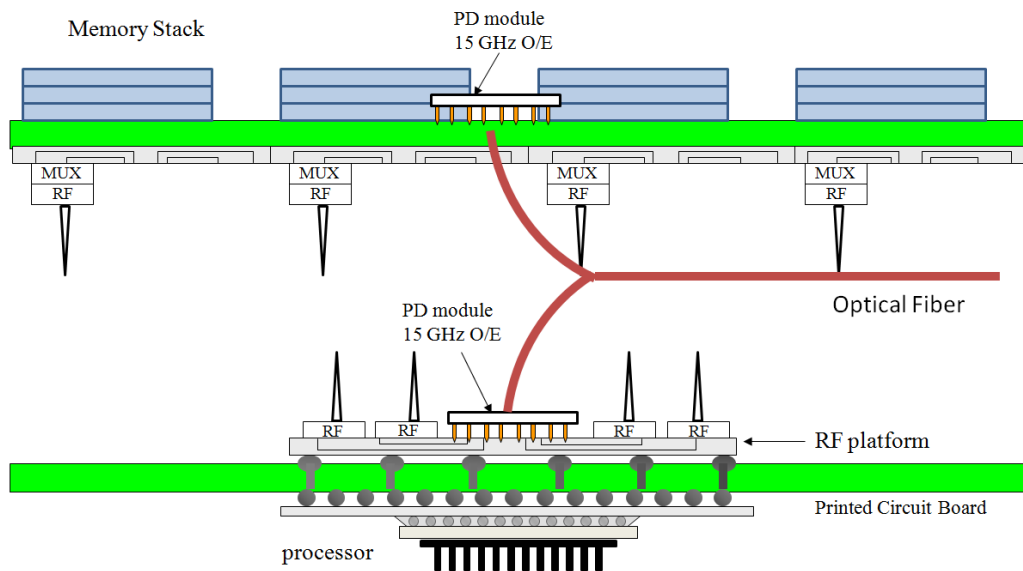 Memory Stack
PD module
15 GHz O/E
MUX
RF
MUX
RF
MUX
RF
MUX
RF
Optical Fiber
PD module
15 GHz O/E
RF
RF
RF
RF
RF platform
Printed Circuit Board
processor